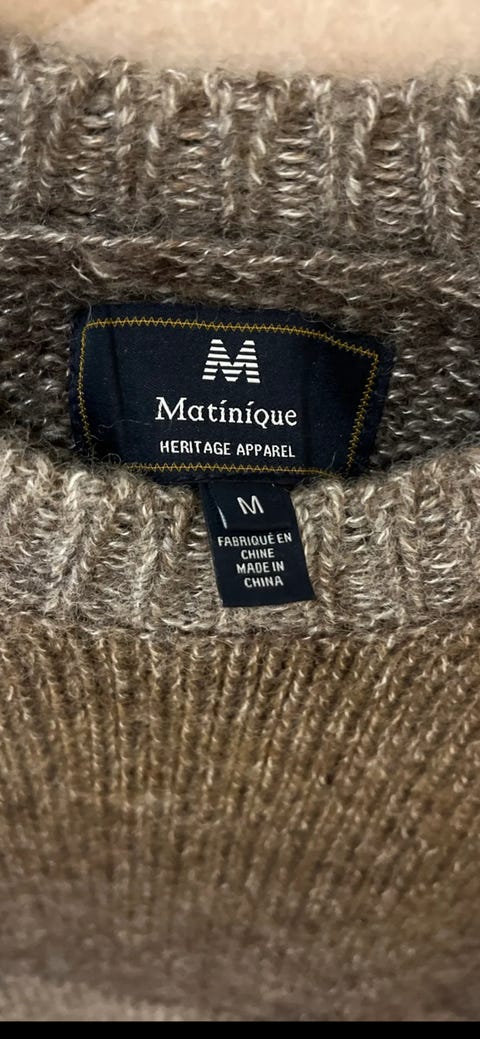 M
Matinique
HERITAGE APPAREL
M
FABRIQUÉ EN
CHINE
MADE IN
CHINA